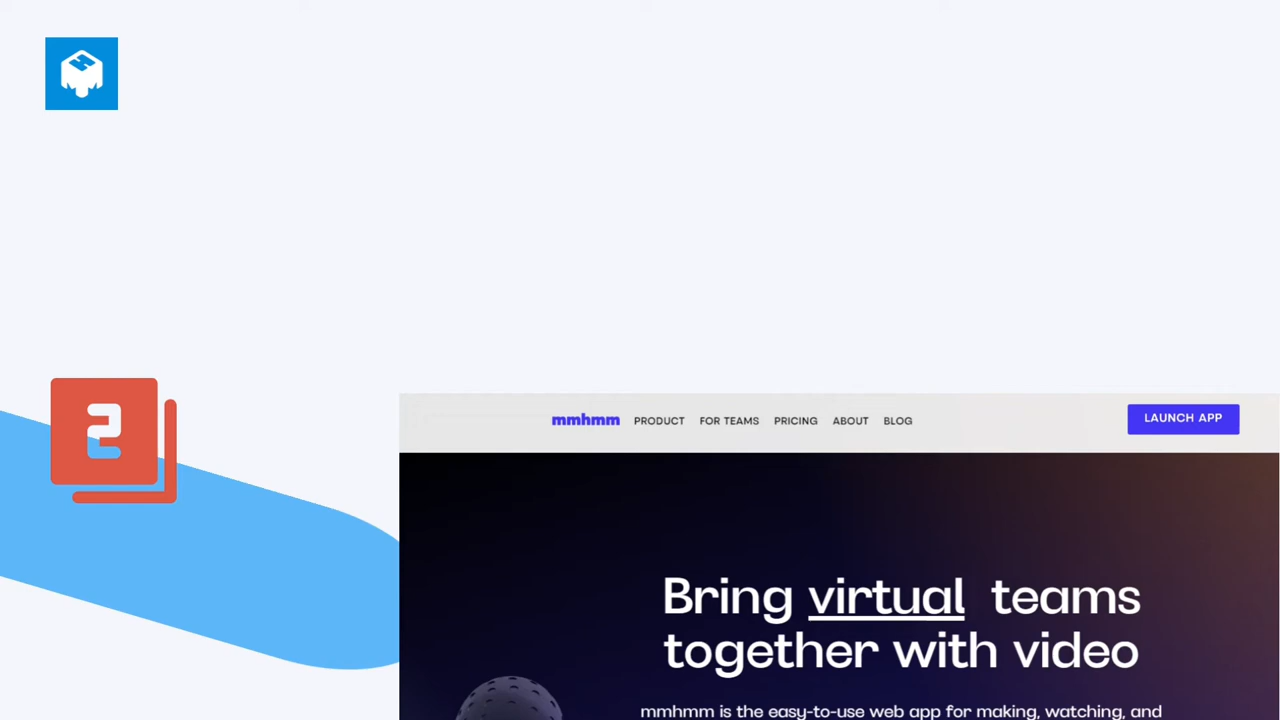 2
mmhmm PRODUCT FOR TEAMS PRICING ABOUT BLOG LAUNCH APP
Bring virtual teams
together with video
mmhmm is the easy-to-use web app for making, watching, and